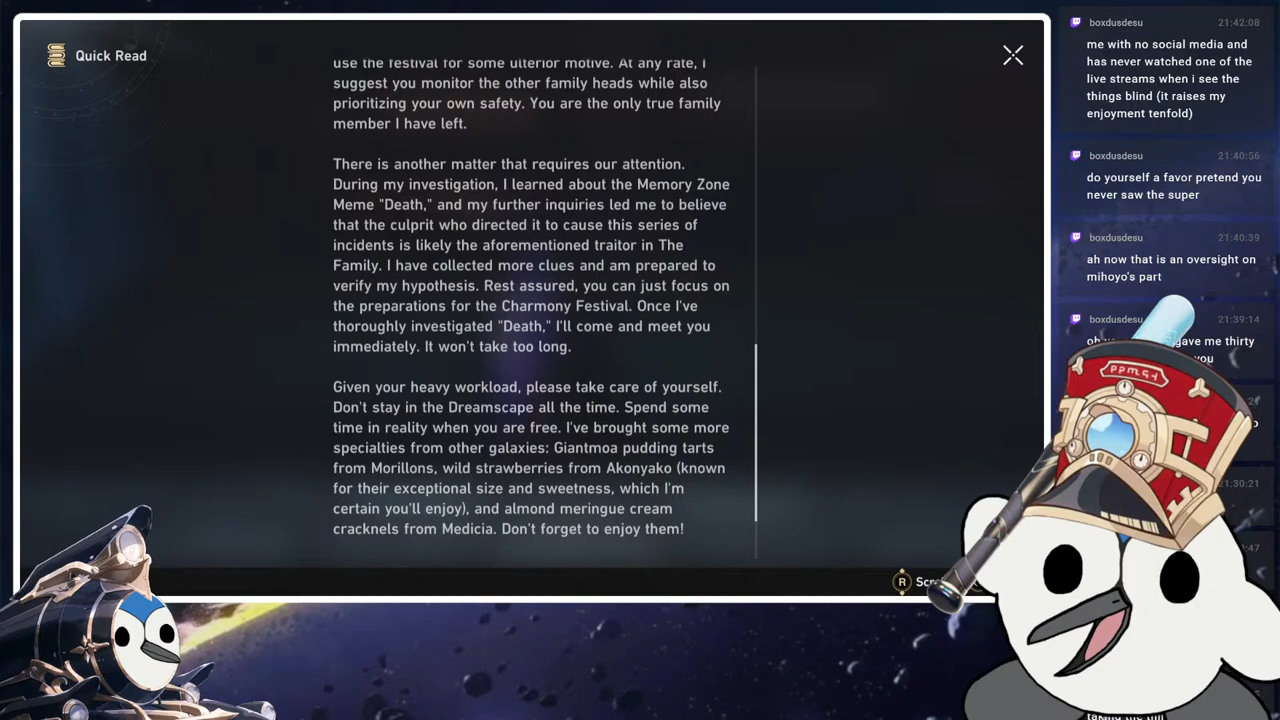 Quick Read
use the festival for some ulterior motive. At any rate, I
suggest you monitor the other family heads while also
prioritizing your own safety. You are the only true family
member I have left.
There is another matter that requires our attention.
During my investigation, I learned about the Memory Zone
Meme "Death," and my further inquiries led me to believe
that the culprit who directed it to cause this series of
incidents is likely the aforementioned traitor in The
Family. I have collected more clues and am prepared to
verify my hypothesis. Rest assured, you can just focus on
the preparations for the Charmony Festival. Once I've
thoroughly investigated "Death," I'll come and meet you
immediately. It won't take too long.
Given your heavy workload, please take care of yourself.
Don't stay in the Dreamscape all the time. Spend some
time in reality when you are free. I've brought some more
specialties from other galaxies: Giantmoa pudding tarts
from Morillons, wild strawberries from Akonyako (known
for their exceptional size and sweetness, which I'm
certain you'll enjoy), and almond meringue cream
cracknels from Medicia. Don't forget to enjoy them!
R
boxdusdesu 21:42:08
me with no social media and
has never watched one of the
live streams when i see the
things blind (it raises my
enjoyment tenfold)
boxdusdesu 21:40:56
do yourself a favor pretend you
never saw the super
boxdusdesu 21:40:39
ah now that is an oversight on
mihoyo's part
boxdusdesu 21:39:14
gave me thirty
you
:30:21
:47